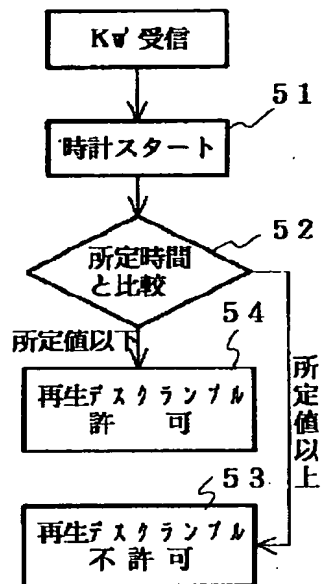 Kw' 受信
51
時計スタート
52
所定時間
と比較
所定値以下
54
所定値以上
再生デスクランブル
許 可
53
再生デスクランブル
不 許 可